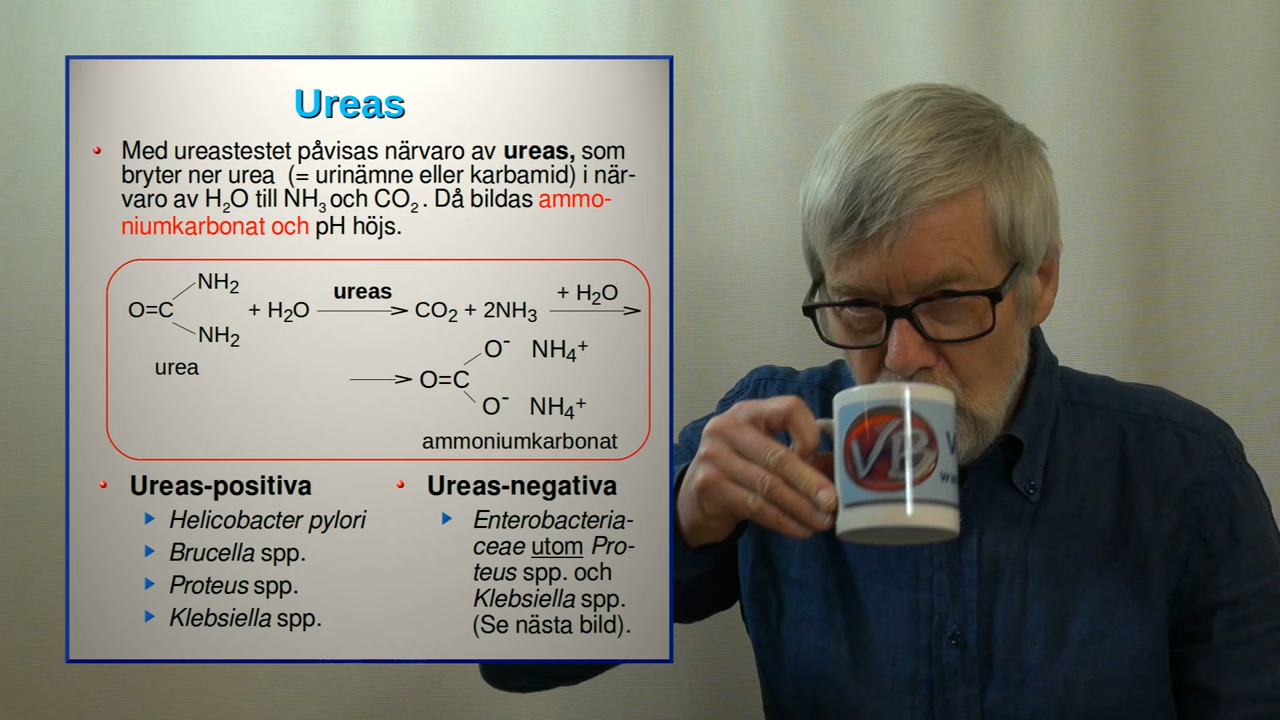 Ureas
Med ureastestet påvisas närvaro av ureas, som
bryter ner urea (= urinämne eller karbamid) i när-
varo av H₂O till NH₃ och CO₂. Då bildas ammo-
niumkarbonat och pH höjs.
NH₂
O=C + H₂O ureas CO₂ + 2NH₃ + H₂O
NH₂
urea
O⁻ NH₄⁺
O=C
O⁻ NH₄⁺
ammoniumkarbonat
Ureas-positiva
Helicobacter pylori
Brucella spp.
Proteus spp.
Klebsiella spp.
Ureas-negativa
Enterobacteria-
ceae utom Pro-
teus spp. och
Klebsiella spp.
(Se nästa bild).
VB